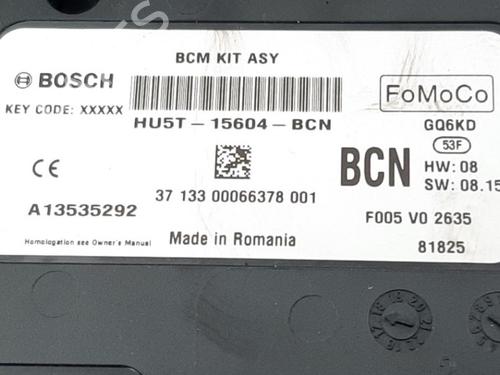 BCM KIT ASY
BOSCH
FoMoCo
KEY CODE: XXXXX
HU5T-15604-BCN
GQ6KD
53F
CE
BCN
HW: 08
SW: 08.15
37 133 00066378 001
A13535292
F005 V0 2635
Homologation see Owner's Manual
Made in Romania
81825